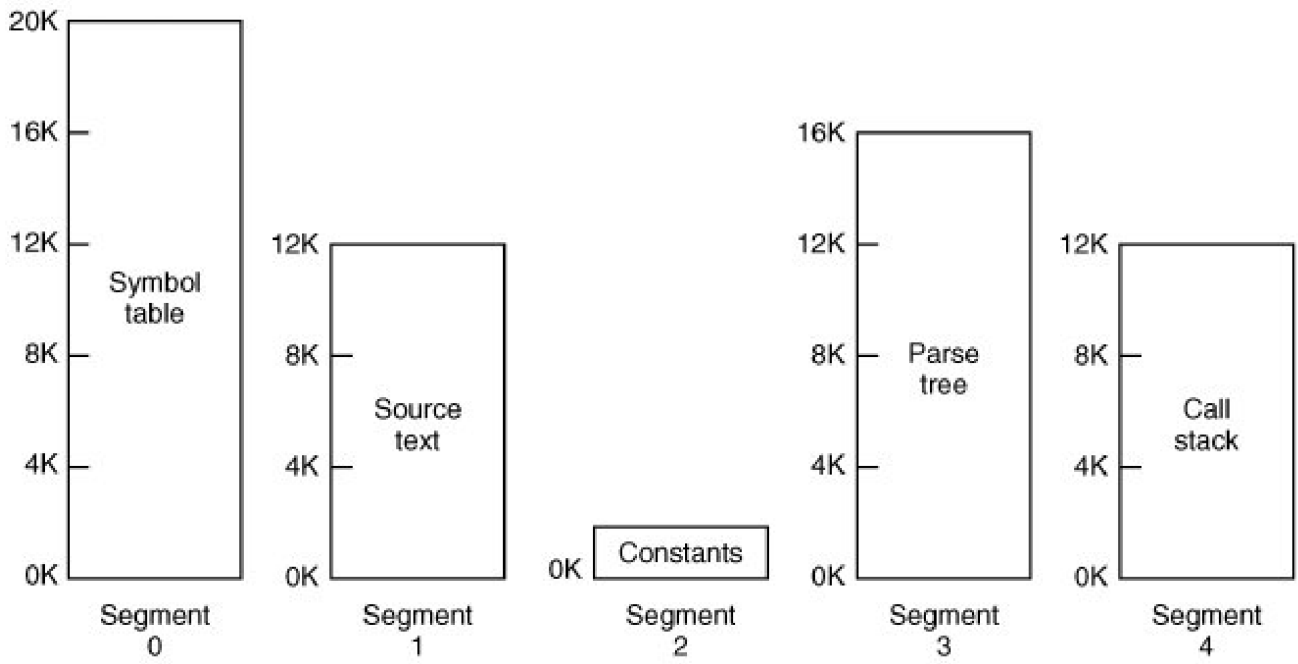 20K
16K
12K
8K
4K
0K
Symbol
table
Segment
0
12K
8K
4K
0K
Source
text
Segment
1
0K
Constants
Segment
2
16K
12K
8K
4K
0K
Parse
tree
Segment
3
12K
8K
4K
0K
Call
stack
Segment
4